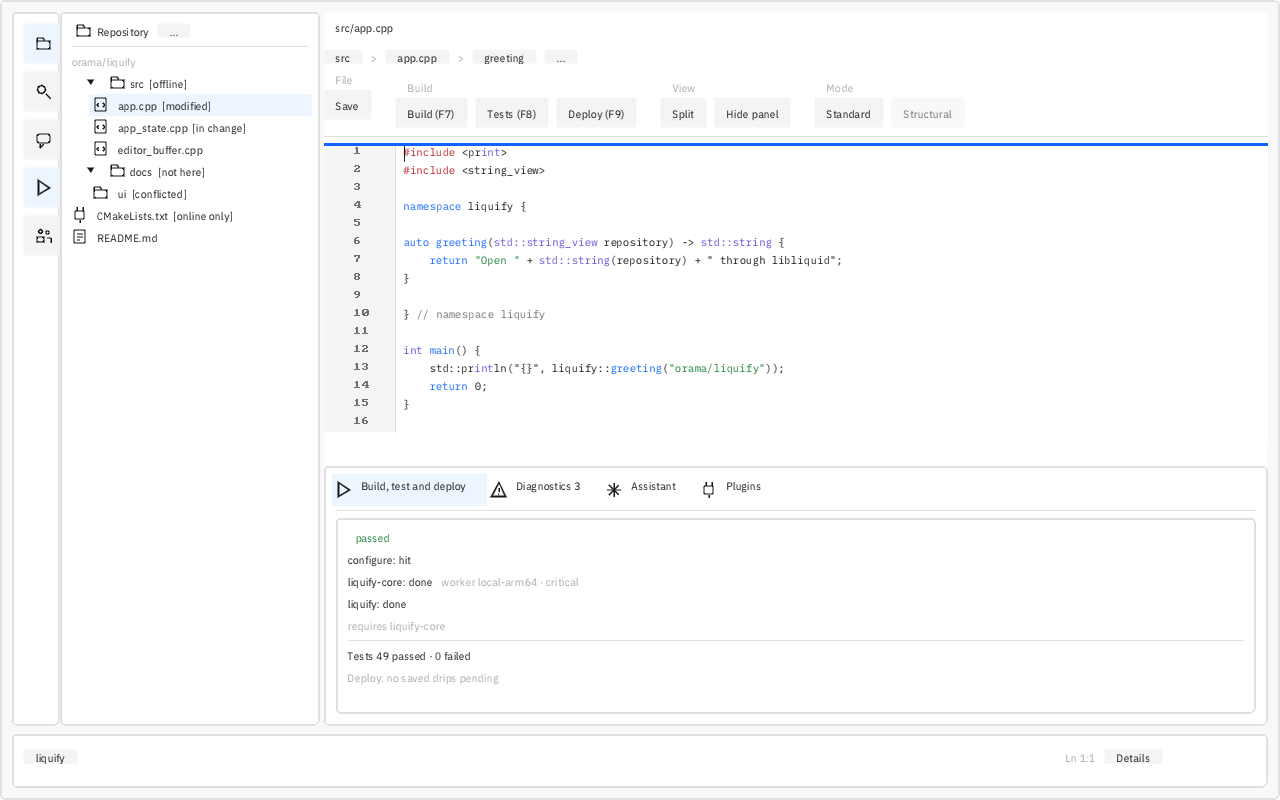 Repository ...
orama/liquify
src [offline]
app.cpp [modified]
app_state.cpp [in change]
editor_buffer.cpp
docs [not here]
ui [conflicted]
CMakeLists.txt [online only]
README.md
src/app.cpp
src > app.cpp > greeting ...
File
Save
Build
Build (F7) Tests (F8) Deploy (F9)
View
Split Hide panel
Mode
Standard Structural
1 #include <print>
2 #include <string_view>
3
4 namespace liquify {
5
6 auto greeting(std::string_view repository) -> std::string {
7     return "Open " + std::string(repository) + " through libliquid";
8 }
9
10 } // namespace liquify
11
12 int main() {
13     std::println("{}", liquify::greeting("orama/liquify"));
14     return 0;
15 }
16
Build, test and deploy Diagnostics 3 Assistant Plugins
passed
configure: hit
liquify-core: done worker local-arm64 · critical
liquify: done
requires liquify-core
Tests 49 passed · 0 failed
Deploy: no saved drips pending
liquify Ln 1:1 Details